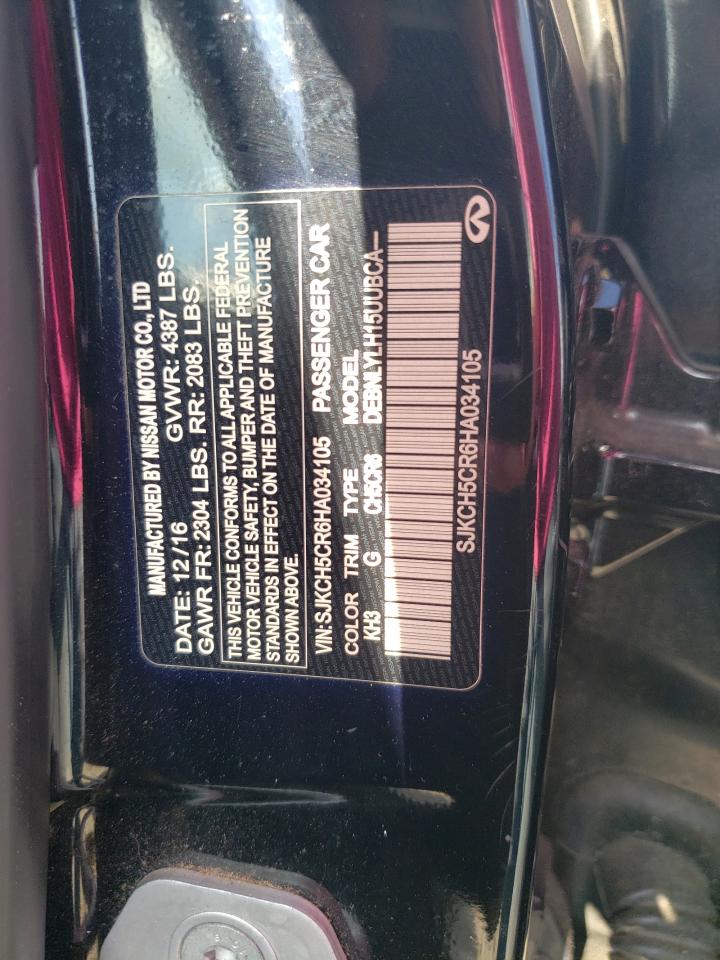 MANUFACTURED BY NISSAN MOTOR CO., LTD
DATE: 12/16 GVWR: 4387 LBS.
GAWR FR: 2304 LBS. RR: 2083 LBS.
THIS VEHICLE CONFORMS TO ALL APPLICABLE FEDERAL
MOTOR VEHICLE SAFETY, BUMPER AND THEFT PREVENTION
STANDARDS IN EFFECT ON THE DATE OF MANUFACTURE
SHOWN ABOVE.
VIN: SJKCH5CR6HA034105 PASSENGER CAR
COLOR TRIM TYPE MODEL
KH3 G CH5CR6 DEBNLYLH15UUBCA—
SJKCH5CR6HA034105